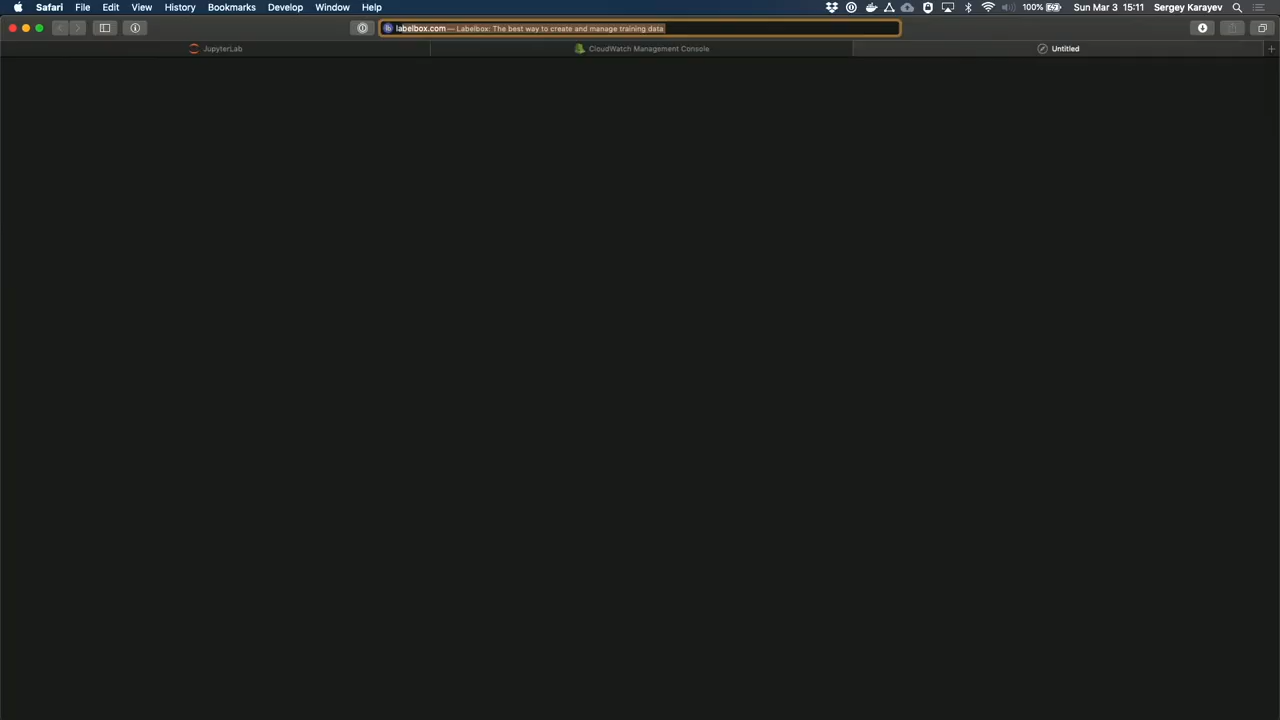 Safari File Edit View History Bookmarks Develop Window Help 100% Sun Mar 3 15:11 Sergey Karayev
labelbox.com — Labelbox: The best way to create and manage training data
JupyterLab CloudWatch Management Console Untitled